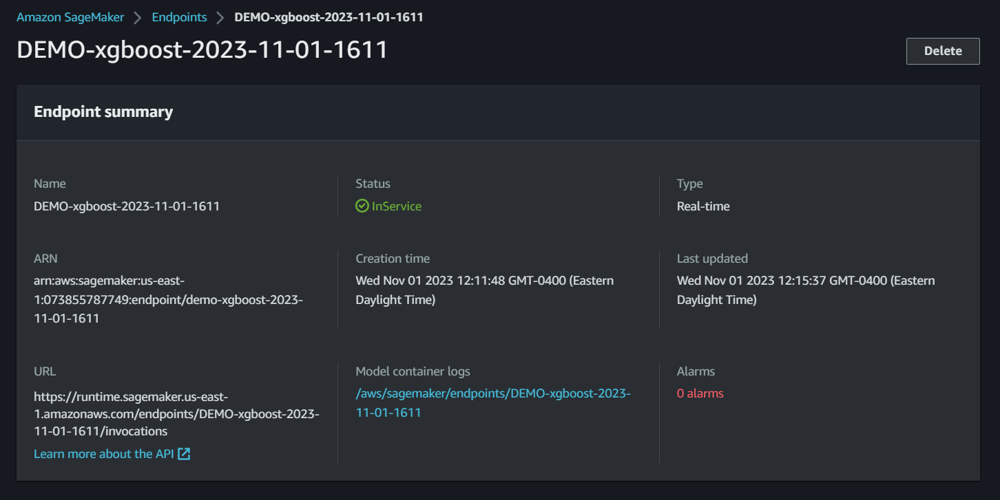 Amazon SageMaker > Endpoints > DEMO-xgboost-2023-11-01-1611
DEMO-xgboost-2023-11-01-1611
Delete
Endpoint summary
Name
DEMO-xgboost-2023-11-01-1611
Status
InService
Type
Real-time
ARN
arn:aws:sagemaker:us-east-
1:073855787749:endpoint/demo-xgboost-2023-
11-01-1611
Creation time
Wed Nov 01 2023 12:11:48 GMT-0400 (Eastern
Daylight Time)
Last updated
Wed Nov 01 2023 12:15:37 GMT-0400 (Eastern
Daylight Time)
URL
https://runtime.sagemaker.us-east-
1.amazonaws.com/endpoints/DEMO-xgboost-2023-
11-01-1611/invocations
Learn more about the API
Model container logs
/aws/sagemaker/endpoints/DEMO-xgboost-2023-
11-01-1611
Alarms
0 alarms